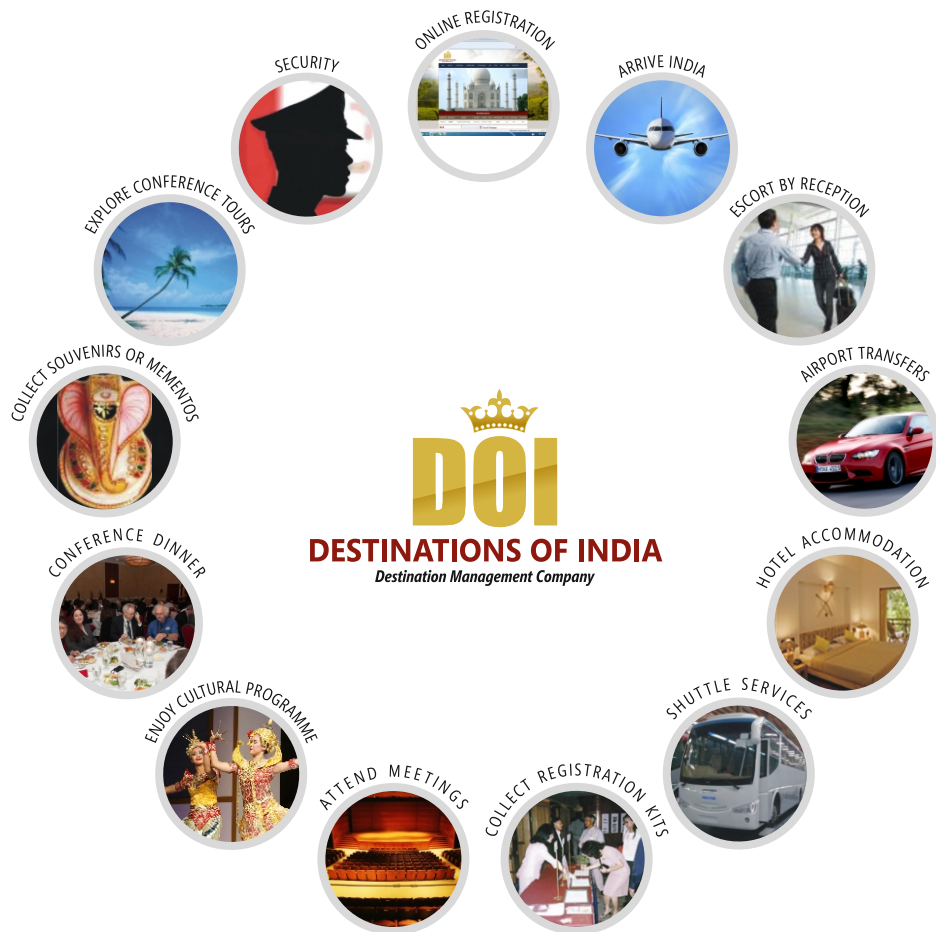 ONLINE REGISTRATION
ARRIVE INDIA
ESCORT BY RECEPTION
AIRPORT TRANSFERS
HOTEL ACCOMMODATION
SHUTTLE SERVICES
COLLECT REGISTRATION KITS
ATTEND MEETINGS
ENJOY CULTURAL PROGRAMME
CONFERENCE DINNER
COLLECT SOUVENIRS OR MEMENTOS
EXPLORE CONFERENCE TOURS
SECURITY
DOI
DESTINATIONS OF INDIA
Destination Management Company